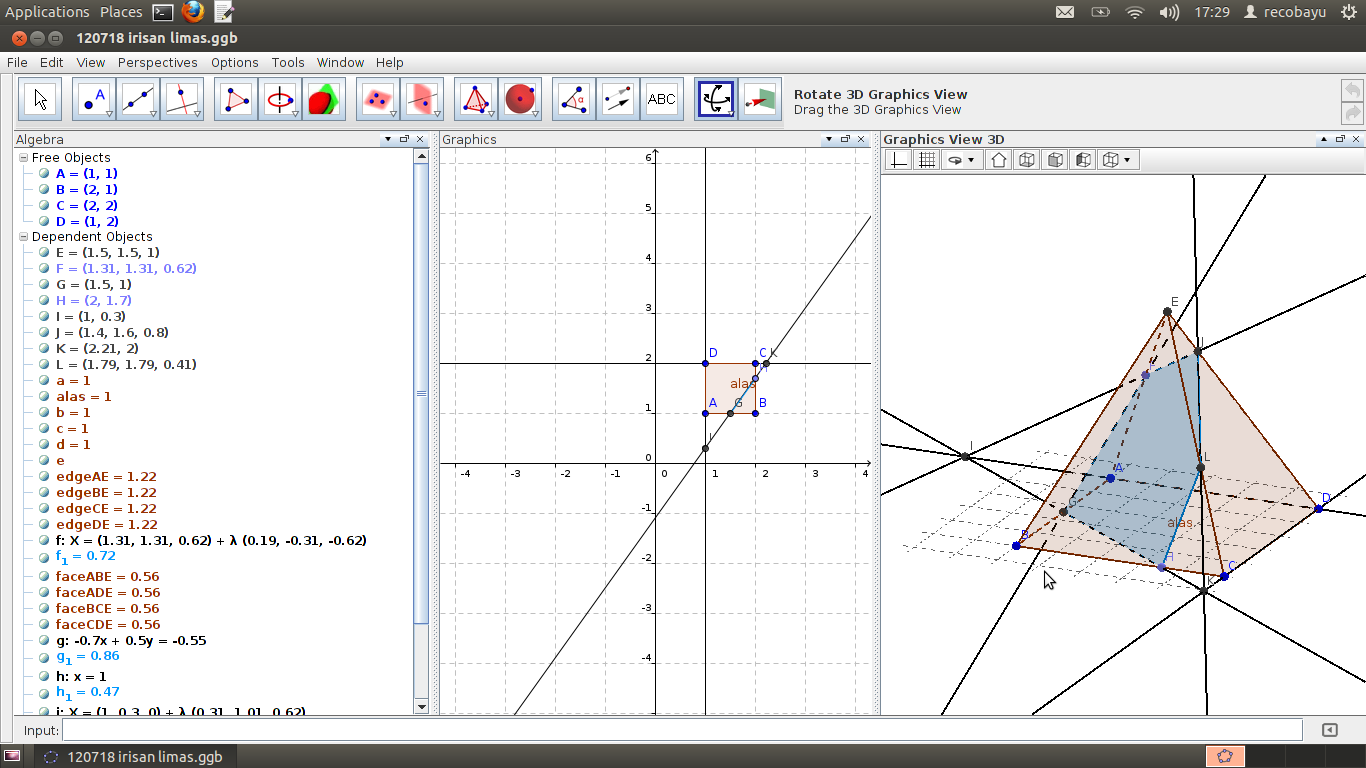 Applications Places 17:29 recobayu
120718 irisan limas.ggb
File Edit View Perspectives Options Tools Window Help
A ABC
Rotate 3D Graphics View
Drag the 3D Graphics View
Algebra
Free Objects
A = (1, 1)
B = (2, 1)
C = (2, 2)
D = (1, 2)
Dependent Objects
E = (1.5, 1.5, 1)
F = (1.31, 1.31, 0.62)
G = (1.5, 1)
H = (2, 1.7)
I = (1, 0.3)
J = (1.4, 1.6, 0.8)
K = (2.21, 2)
L = (1.79, 1.79, 0.41)
a = 1
alas = 1
b = 1
c = 1
d = 1
e
edgeAE = 1.22
edgeBE = 1.22
edgeCE = 1.22
edgeDE = 1.22
f: X = (1.31, 1.31, 0.62) + λ (0.19, -0.31, -0.62)
f1 = 0.72
faceABE = 0.56
faceADE = 0.56
faceBCE = 0.56
faceCDE = 0.56
g: -0.7x + 0.5y = -0.55
g1 = 0.86
h: x = 1
h1 = 0.47
i: X = (1, 0.3, 0) + λ (0.31, 1.01, 0.62)
Graphics
6
5
4
3
2
1
0
-1
-2
-3
-4
-4 -3 -2 -1 0 1 2 3 4
D C K
H
alas
A G B
I
Graphics View 3D
E
J
F
I
L
A
D
G
alas
B
H
C
K
Input:
120718 irisan limas.ggb